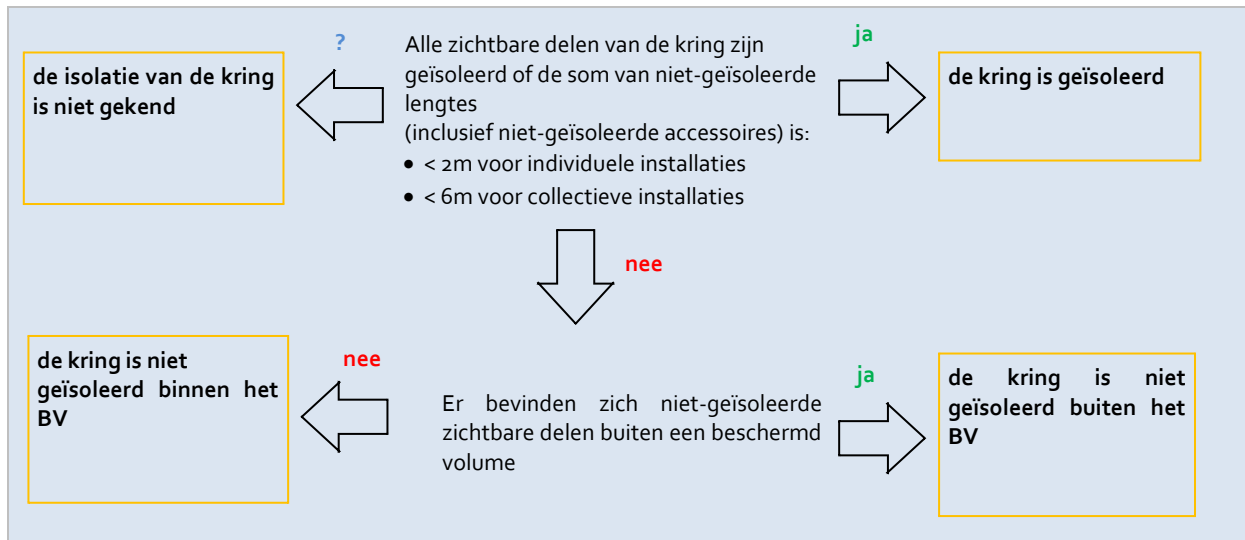 ?
Alle zichtbare delen van de kring zijn
geïsoleerd of de som van niet-geïsoleerde
lengtes
(inclusief niet-geïsoleerde accessoires) is:
• < 2m voor individuele installaties
• < 6m voor collectieve installaties
ja
de isolatie van de kring
is niet gekend
de kring is geïsoleerd
nee
de kring is niet
geïsoleerd binnen het
BV
nee
Er bevinden zich niet-geïsoleerde
zichtbare delen buiten een beschermd
volume
ja
de kring is niet
geïsoleerd buiten het
BV